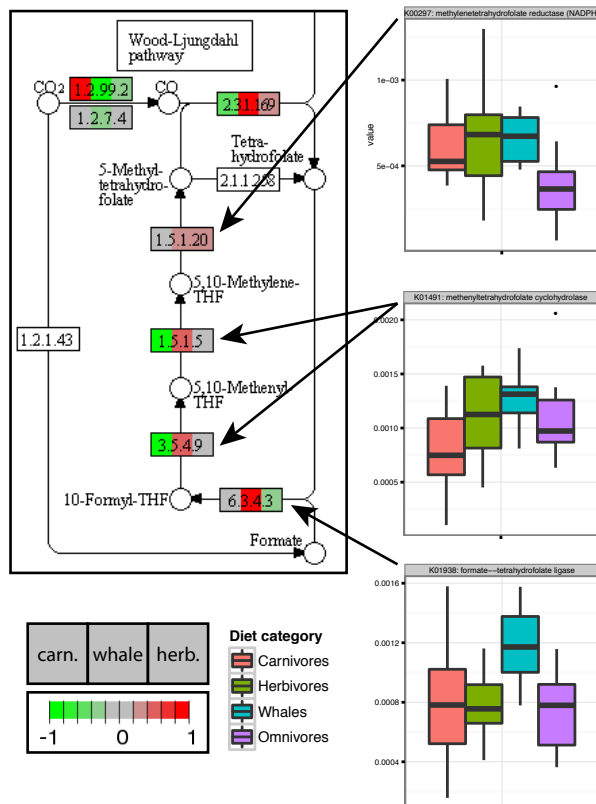 Wood-Ljungdahl
pathway
CO2
1.2.99.2
CO
2.3.1.169
1.2.7.4
Tetra-
hydrofolate
5-Methyl-
tetrahydro-
folate
2.1.1.258
1.5.1.20
5,10-Methylene-
THF
1.2.1.43
1.5.1.5
5,10-Methenyl-
THF
3.5.4.9
10-Formyl-THF
6.3.4.3
Formate
carn.
whale
herb.
-1
0
1
Diet category
Carnivores
Herbivores
Whales
Omnivores
K00297: methylenetetrahydrofolate reductase (NADPH
value
1e−03
5e−04
K01491: methenyltetrahydrofolate cyclohydrolase
0.0020
0.0015
0.0010
0.0005
K01938: formate−−tetrahydrofolate ligase
0.0016
0.0012
0.0008
0.0004